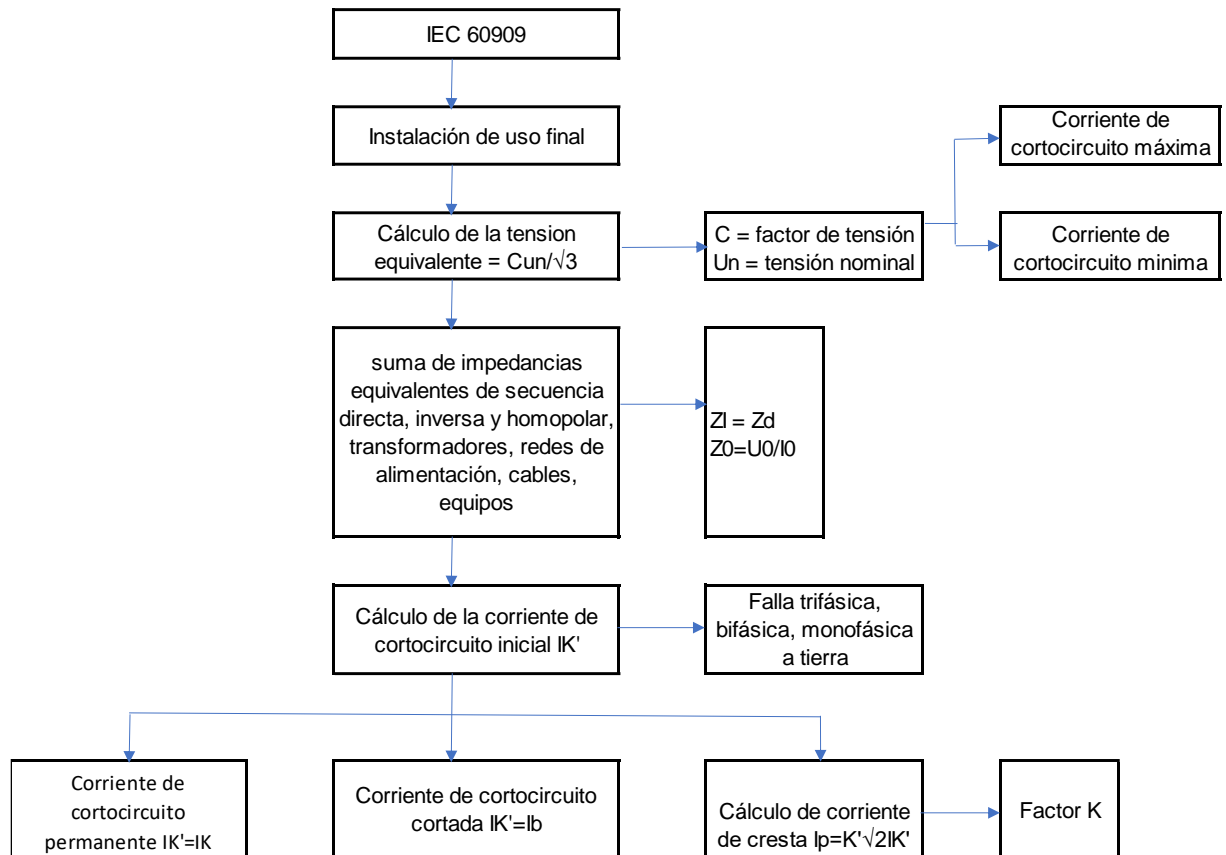 IEC 60909
Instalación de uso final
Corriente de
cortocircuito máxima
Cálculo de la tension
equivalente = Cun/√3
C = factor de tensión
Un = tensión nominal
Corriente de
cortocircuito minima
suma de impedancias
equivalentes de secuencia
directa, inversa y homopolar,
transformadores, redes de
alimentación, cables,
equipos
ZI = Zd
Z0=U0/I0
Cálculo de la corriente de
cortocircuito inicial IK'
Falla trifásica,
bifásica, monofásica
a tierra
Corriente de
cortocircuito
permanente IK'=IK
Corriente de cortocircuito
cortada IK'=Ib
Cálculo de corriente
de cresta Ip=K'√2IK'
Factor K